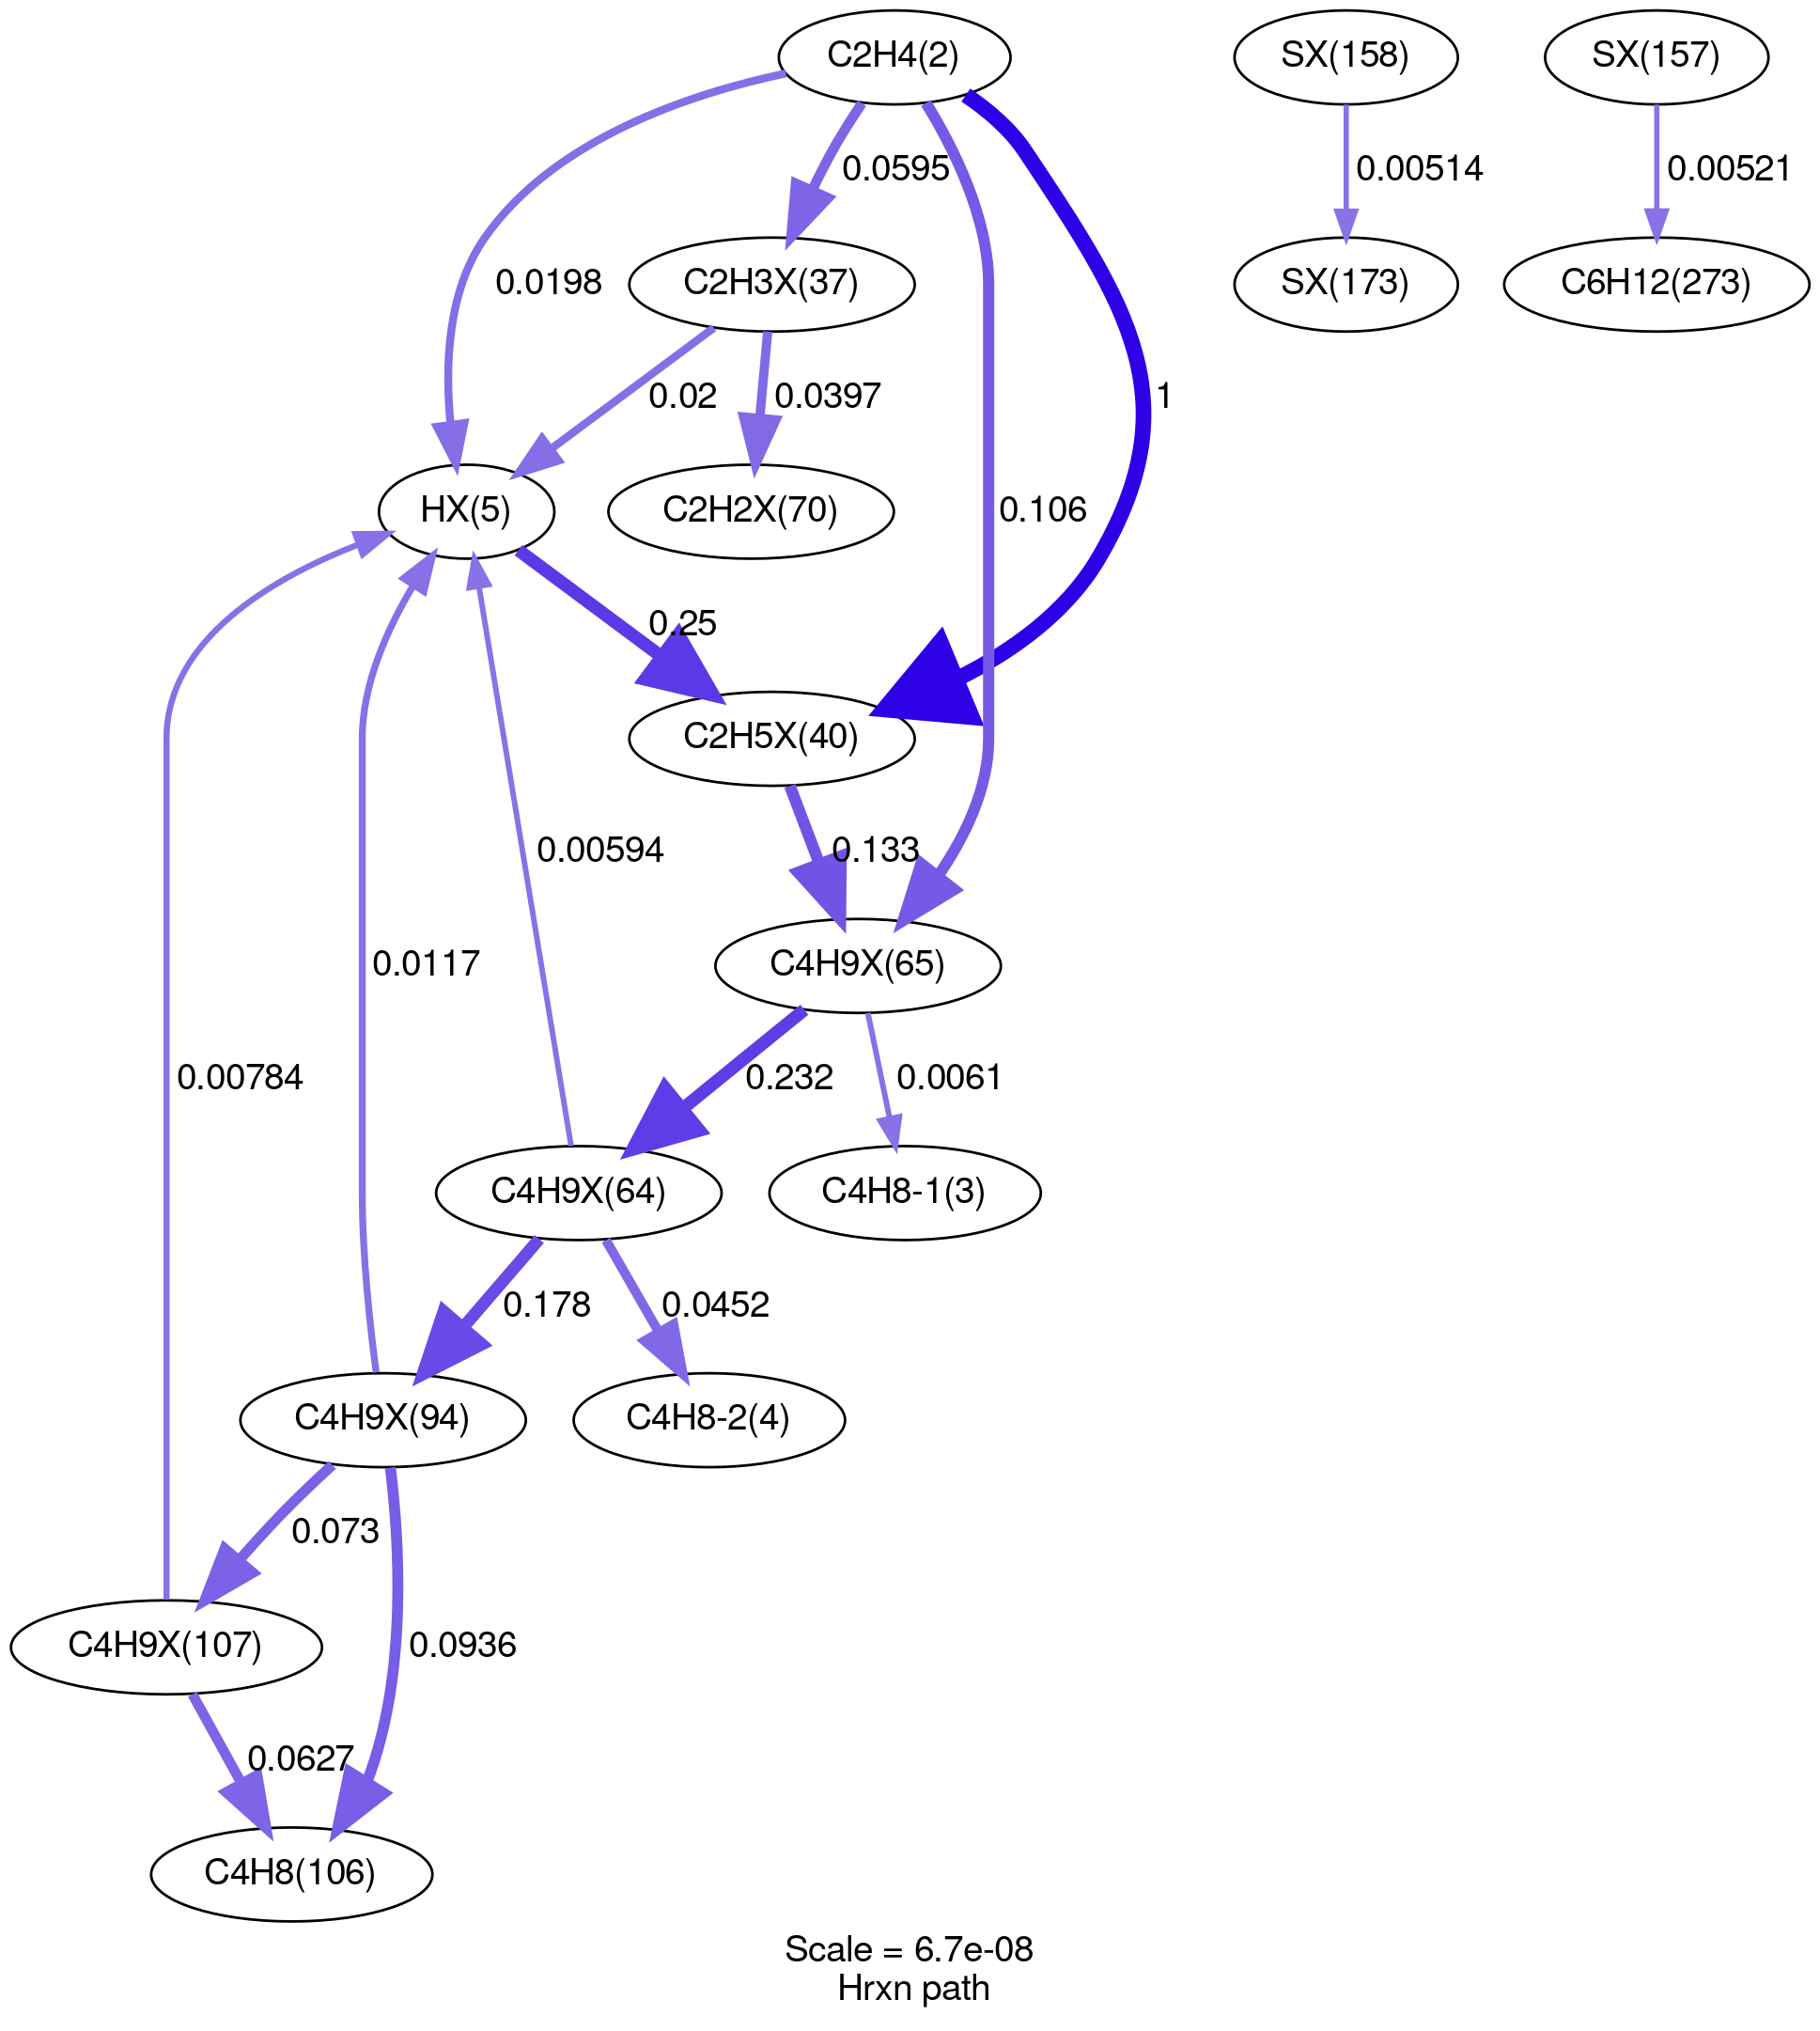 C2H4(2)
SX(158)
SX(157)
0.0595
0.00514
0.00521
0.0198
C2H3X(37)
SX(173)
C6H12(273)
0.02
0.0397
1
HX(5)
C2H2X(70)
0.106
0.25
C2H5X(40)
0.00594
0.133
0.0117
C4H9X(65)
0.00784
0.232
0.0061
C4H9X(64)
C4H8-1(3)
0.178
0.0452
C4H9X(94)
C4H8-2(4)
0.073
C4H9X(107)
0.0936
0.0627
C4H8(106)
Scale = 6.7e-08
Hrxn path